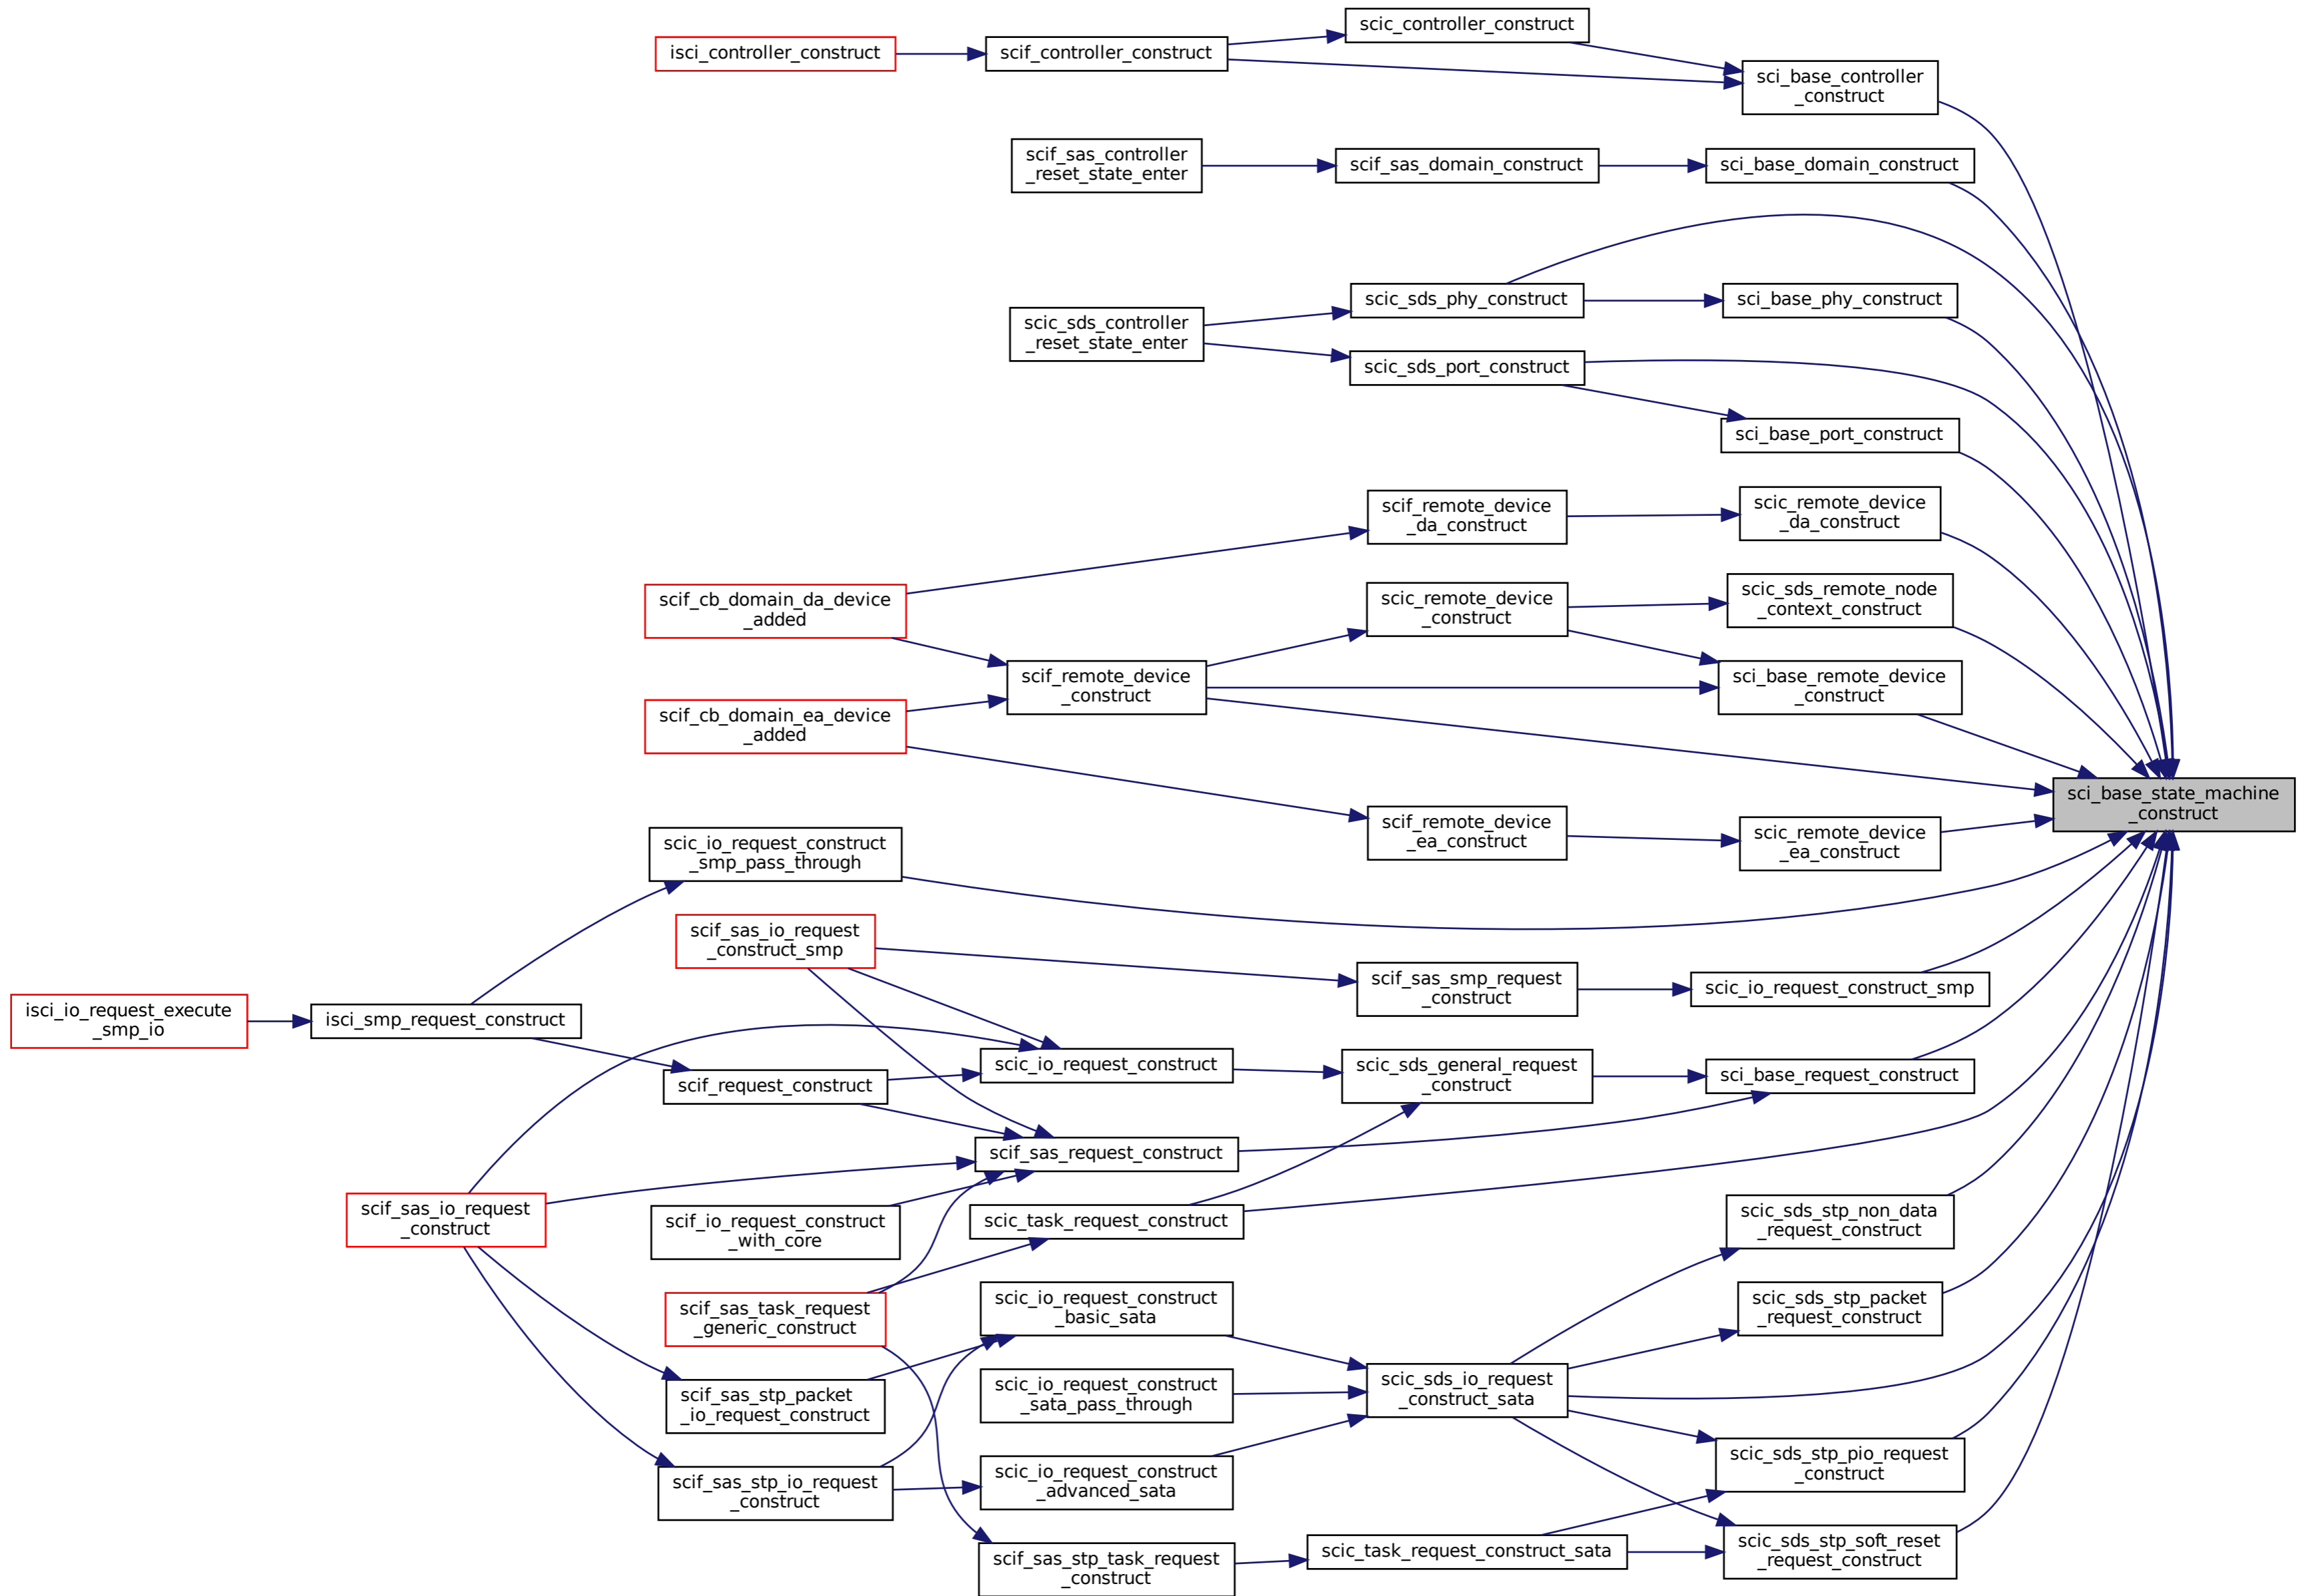 scic_controller_construct
isci_controller_construct
scif_controller_construct
sci_base_controller
_construct
scif_sas_controller
_reset_state_enter
scif_sas_domain_construct
sci_base_domain_construct
scic_sds_phy_construct
sci_base_phy_construct
scic_sds_controller
_reset_state_enter
scic_sds_port_construct
sci_base_port_construct
scif_remote_device
_da_construct
scic_remote_device
_da_construct
scif_cb_domain_da_device
_added
scic_remote_device
_construct
scic_sds_remote_node
_context_construct
scif_remote_device
_construct
sci_base_remote_device
_construct
scif_cb_domain_ea_device
_added
sci_base_state_machine
_construct
scif_remote_device
_ea_construct
scic_remote_device
_ea_construct
scic_io_request_construct
_smp_pass_through
scif_sas_io_request
_construct_smp
scif_sas_smp_request
_construct
scic_io_request_construct_smp
isci_io_request_execute
_smp_io
isci_smp_request_construct
scic_io_request_construct
scic_sds_general_request
_construct
sci_base_request_construct
scif_request_construct
scif_sas_request_construct
scif_sas_io_request
_construct
scif_io_request_construct
_with_core
scic_task_request_construct
scic_sds_stp_non_data
_request_construct
scif_sas_task_request
_generic_construct
scic_io_request_construct
_basic_sata
scic_sds_stp_packet
_request_construct
scif_sas_stp_packet
_io_request_construct
scic_io_request_construct
_sata_pass_through
scic_sds_io_request
_construct_sata
scif_sas_stp_io_request
_construct
scic_io_request_construct
_advanced_sata
scic_sds_stp_pio_request
_construct
scif_sas_stp_task_request
_construct
scic_task_request_construct_sata
scic_sds_stp_soft_reset
_request_construct